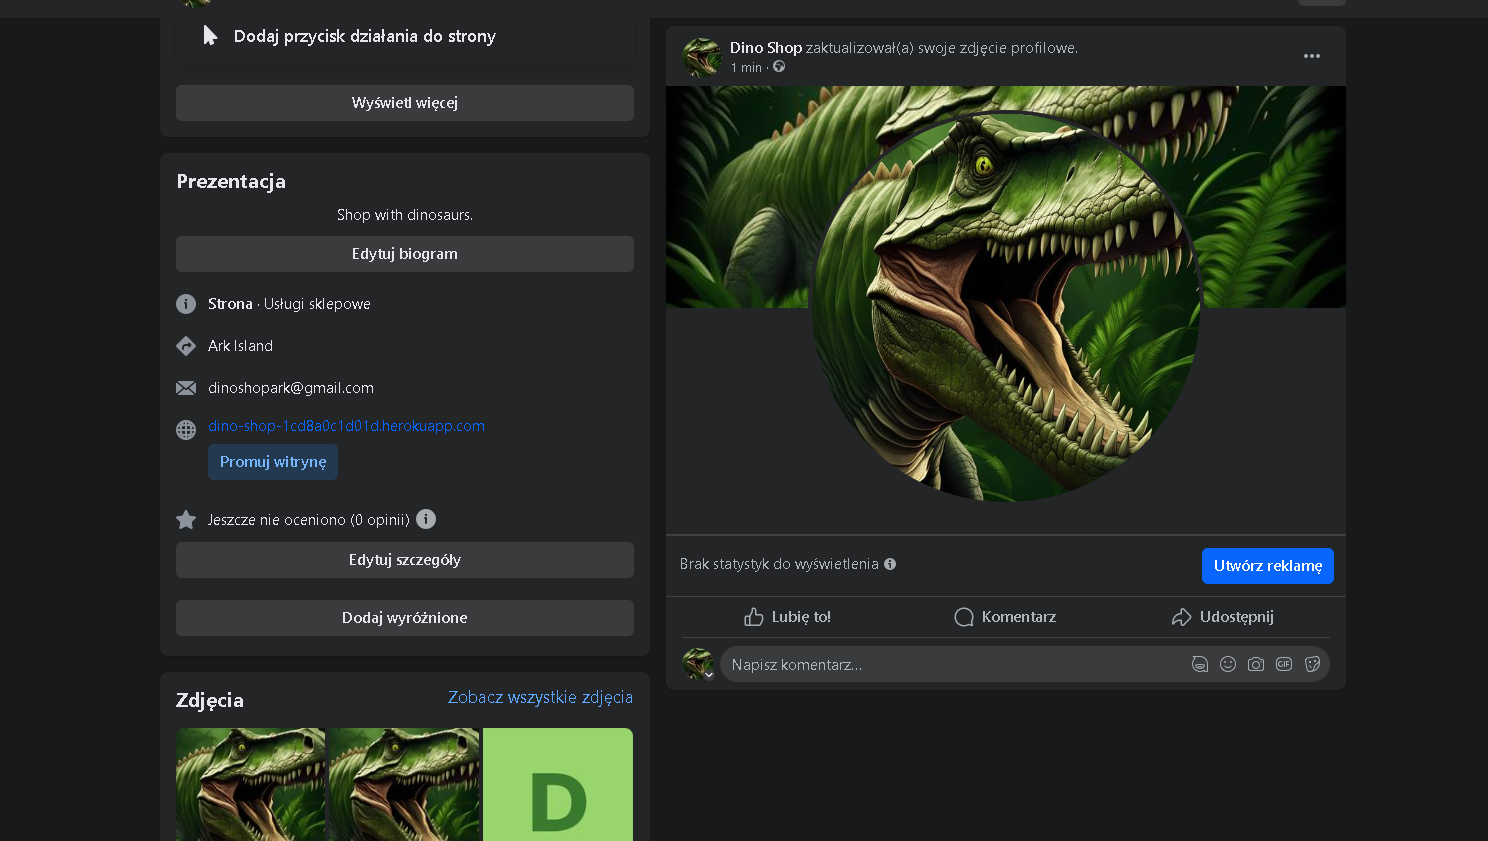 Dodaj przycisk działania do strony
Wyświetl więcej
Prezentacja
Shop with dinosaurs.
Edytuj biogram
Strona · Usługi sklepowe
Ark Island
dinoshopark@gmail.com
dino-shop-1cd8a0c1d01d.herokuapp.com
Promuj witrynę
Jeszcze nie oceniono (0 opinii)
Edytuj szczegóły
Dodaj wyróżnione
Zdjęcia
Zobacz wszystkie zdjęcia
D
Dino Shop zaktualizował(a) swoje zdjęcie profilowe.
1 min ·
Brak statystyk do wyświetlenia
Utwórz reklamę
Lubię to!
Komentarz
Udostępnij
Napisz komentarz...
GIF